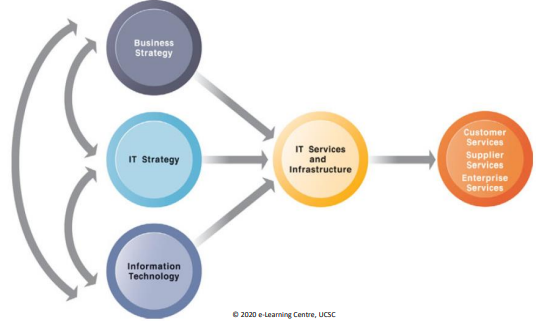 Business
Strategy
IT Strategy
Information
Technology
IT Services
and
Infrastructure
Customer
Services
Supplier
Services
Enterprise
Services
© 2020 e-Learning Centre, UCSC